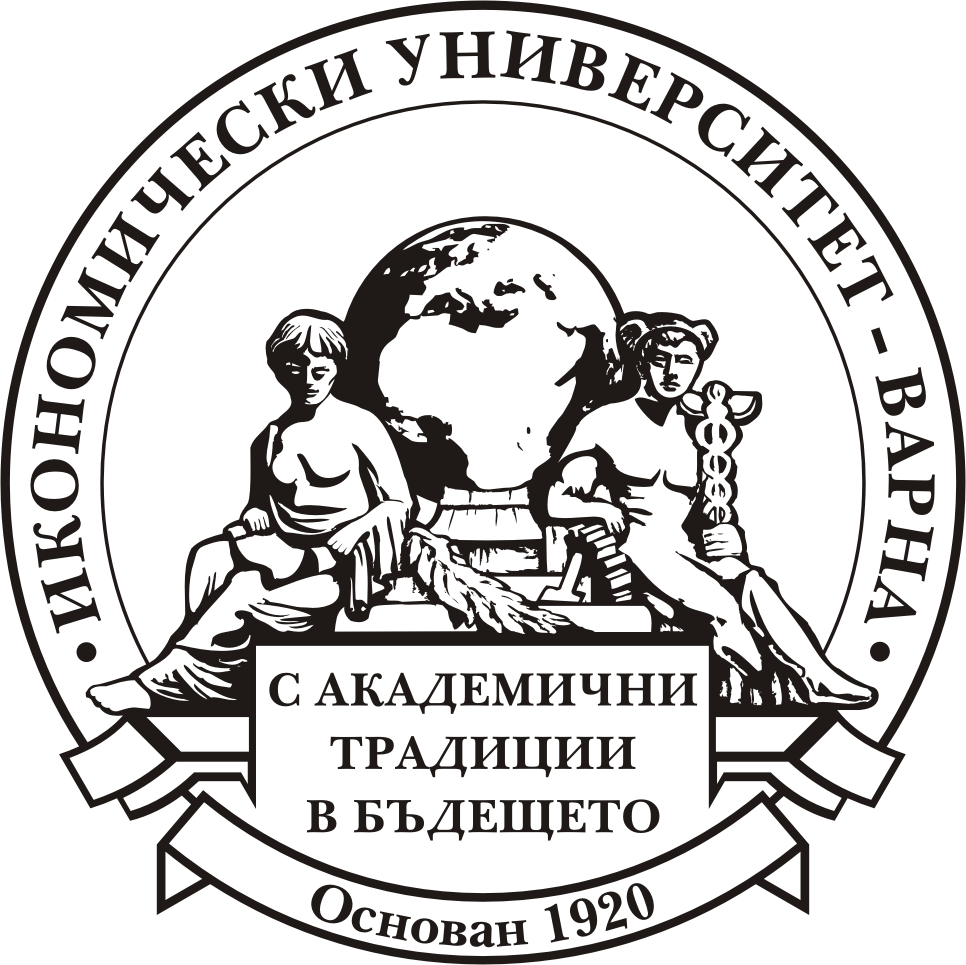 • ИКОНОМИЧЕСКИ УНИВЕРСИТЕТ - ВАРНА •
С АКАДЕМИЧНИ
ТРАДИЦИИ
В БЪДЕЩЕТО
Основан 1920